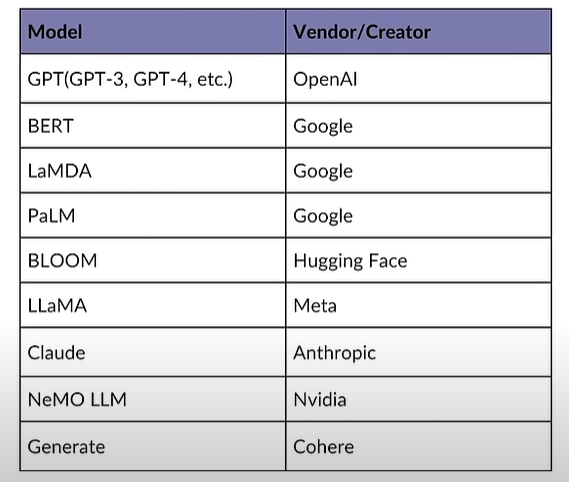 Model Vendor/Creator
GPT(GPT-3, GPT-4, etc.) OpenAI
BERT Google
LaMDA Google
PaLM Google
BLOOM Hugging Face
LLaMA Meta
Claude Anthropic
NeMO LLM Nvidia
Generate Cohere